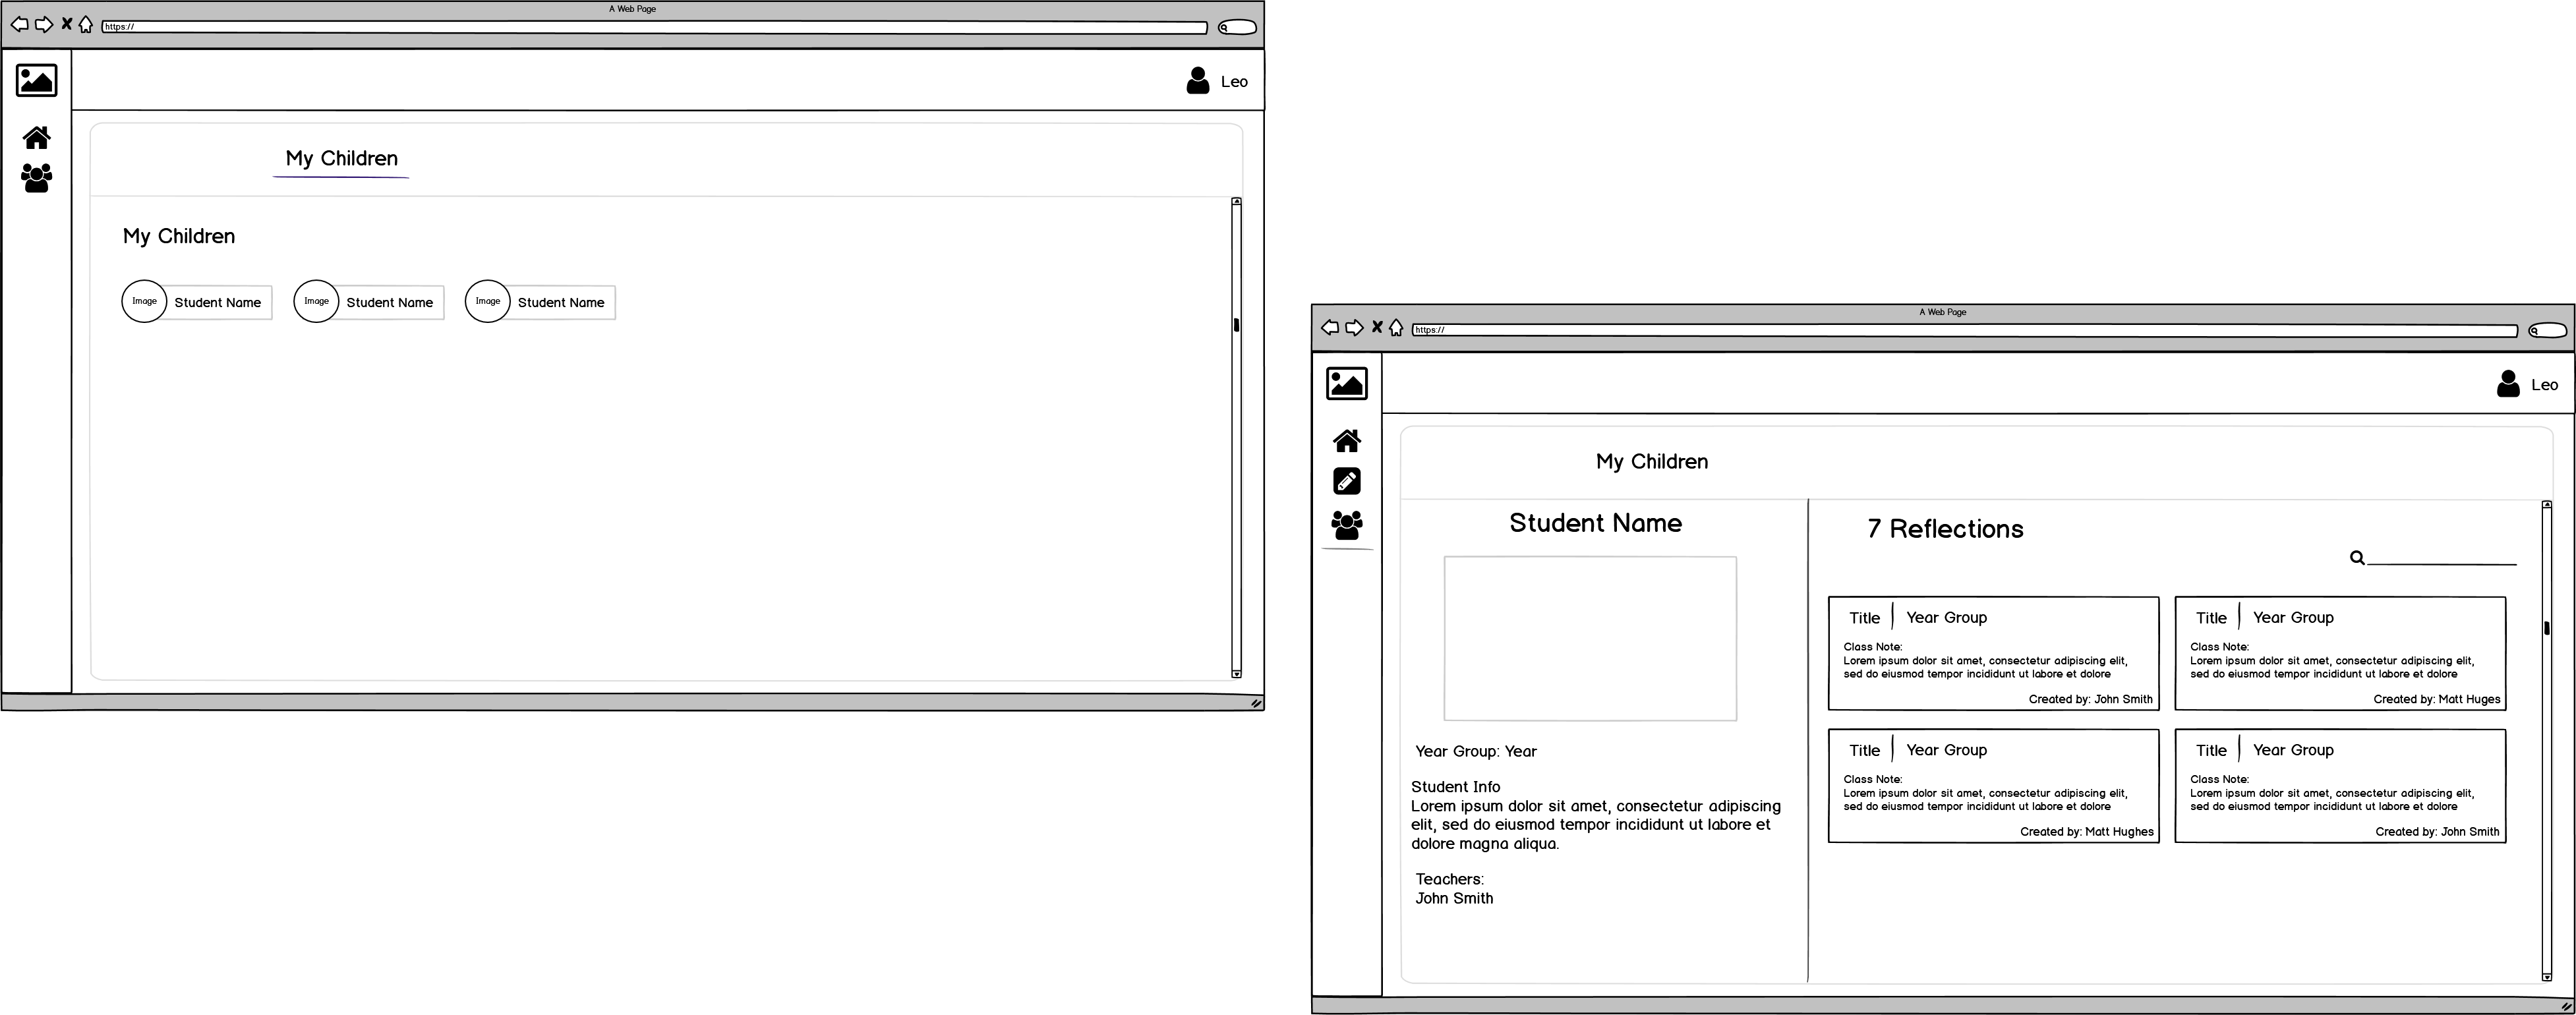 A Web Page
https://
Leo
My Children
My Children
Image
Student Name
Image
Student Name
Image
Student Name
A Web Page
https://
Leo
My Children
Student Name
Year Group: Year
Student Info
Lorem ipsum dolor sit amet, consectetur adipiscing
elit, sed do eiusmod tempor incididunt ut labore et
dolore magna aliqua.
Teachers:
John Smith
7 Reflections
Title
Year Group
Class Note:
Lorem ipsum dolor sit amet, consectetur adipiscing elit,
sed do eiusmod tempor incididunt ut labore et dolore
Created by: John Smith
Title
Year Group
Class Note:
Lorem ipsum dolor sit amet, consectetur adipiscing elit,
sed do eiusmod tempor incididunt ut labore et dolore
Created by: Matt Huges
Title
Year Group
Class Note:
Lorem ipsum dolor sit amet, consectetur adipiscing elit,
sed do eiusmod tempor incididunt ut labore et dolore
Created by: Matt Hughes
Title
Year Group
Class Note:
Lorem ipsum dolor sit amet, consectetur adipiscing elit,
sed do eiusmod tempor incididunt ut labore et dolore
Created by: John Smith